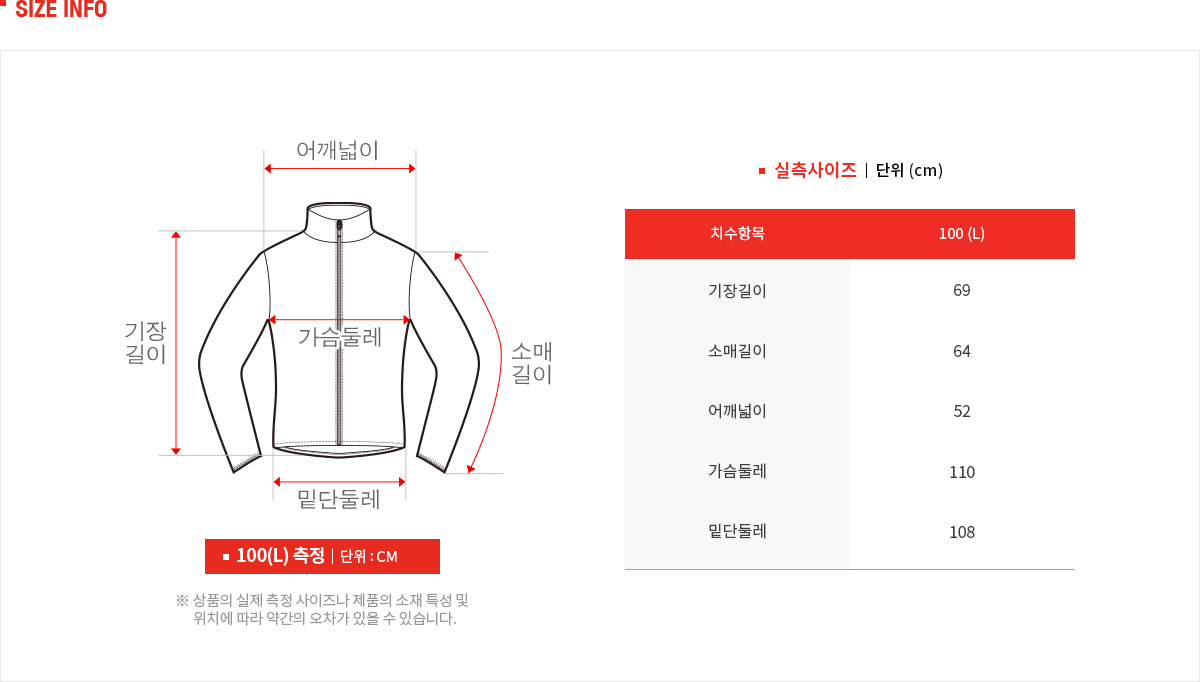 SIZE INFO
어깨넓이
기장
길이
가슴둘레
소매
길이
밑단둘레
100(L) 측정 | 단위 : CM
※ 상품의 실제 측정 사이즈나 제품의 소재 특성 및
위치에 따라 약간의 오차가 있을 수 있습니다.
실측사이즈 | 단위 (cm)
치수항목 100 (L)
기장길이 69
소매길이 64
어깨넓이 52
가슴둘레 110
밑단둘레 108